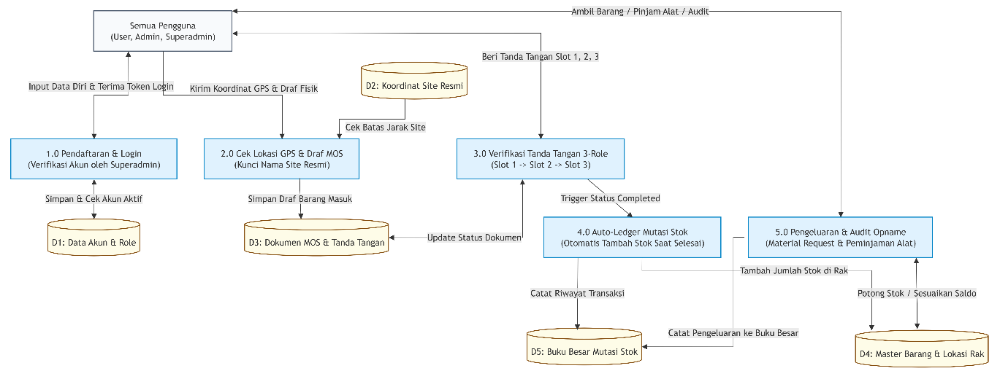 Ambil Barang / Pinjam Alat / Audit
Semua Pengguna
(User, Admin, Superadmin)
Beri Tanda Tangan Slot 1, 2, 3
Input Data Diri & Terima Token Login
Kirim Koordinat GPS & Draf Fisik
D2: Koordinat Site Resmi
Cek Batas Jarak Site
1.0 Pendaftaran & Login
(Verifikasi Akun oleh Superadmin)
2.0 Cek Lokasi GPS & Draf MOS
(Kunci Nama Site Resmi)
3.0 Verifikasi Tanda Tangan 3-Role
(Slot 1 -> Slot 2 -> Slot 3)
Simpan & Cek Akun Aktif
Simpan Draf Barang Masuk
Trigger Status Completed
D1: Data Akun & Role
D3: Dokumen MOS & Tanda Tangan
Update Status Dokumen
4.0 Auto-Ledger Mutasi Stok
(Otomatis Tambah Stok Saat Selesai)
5.0 Pengeluaran & Audit Opname
(Material Request & Peminjaman Alat)
Tambah Jumlah Stok di Rak
Catat Riwayat Transaksi
Potong Stok / Sesuaikan Saldo
Catat Pengeluaran ke Buku Besar
D5: Buku Besar Mutasi Stok
D4: Master Barang & Lokasi Rak